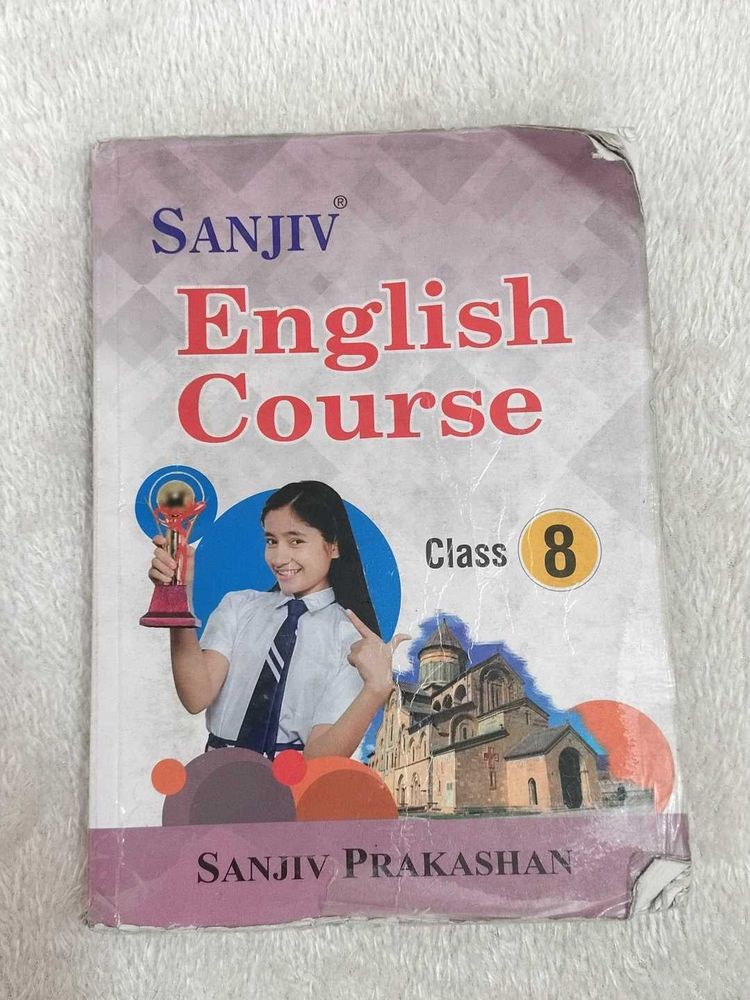 SANJIV®
English
Course
Class 8
SANJIV PRAKASHAN